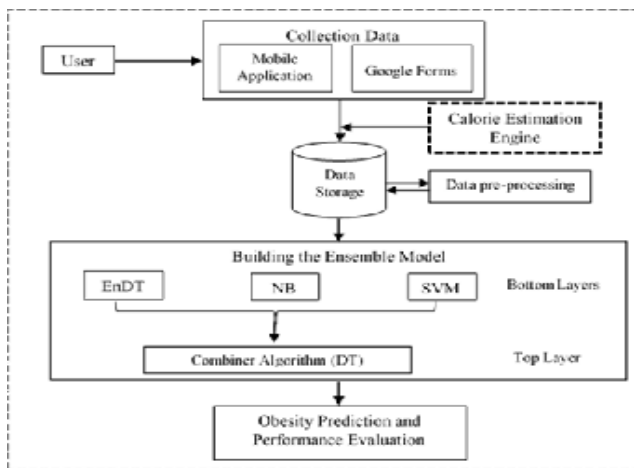 Collection Data
User
Mobile
Application
Google Forms
Calorie Estimation
Engine
Data
Storage
Data pre-processing
Building the Ensemble Model
EnDT
NB
SVM
Bottom Layers
Combiner Algorithm (DT)
Top Layer
Obesity Prediction and
Performance Evaluation